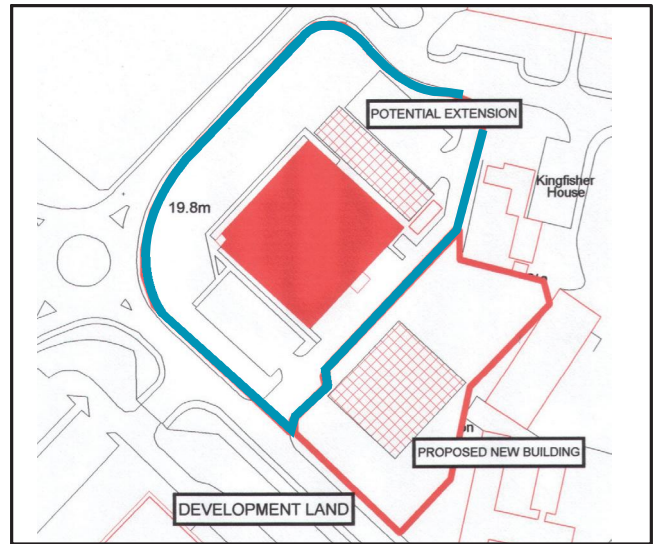 POTENTIAL EXTENSION
Kingfisher
House
19.8m
PROPOSED NEW BUILDING
DEVELOPMENT LAND